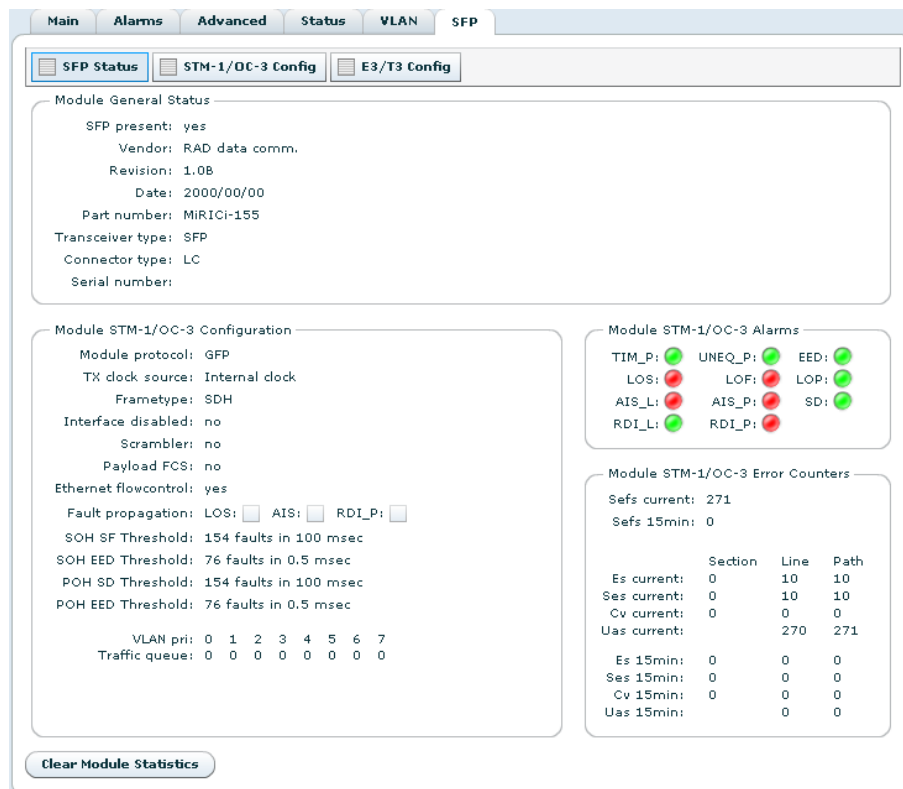 Main Alarms Advanced Status VLAN SFP
SFP Status STM-1/OC-3 Config E3/T3 Config
Module General Status
SFP present: yes
Vendor: RAD data comm.
Revision: 1.0B
Date: 2000/00/00
Part number: MiRICi-155
Transceiver type: SFP
Connector type: LC
Serial number:
Module STM-1/OC-3 Configuration
Module protocol: GFP
TX clock source: Internal clock
Frametype: SDH
Interface disabled: no
Scrambler: no
Payload FCS: no
Ethernet flowcontrol: yes
Fault propagation: LOS: AIS: RDI_P:
SOH SF Threshold: 154 faults in 100 msec
SOH EED Threshold: 76 faults in 0.5 msec
POH SD Threshold: 154 faults in 100 msec
POH EED Threshold: 76 faults in 0.5 msec
VLAN pri: 0 1 2 3 4 5 6 7
Traffic queue: 0 0 0 0 0 0 0 0
Module STM-1/OC-3 Alarms
TIM_P: UNEQ_P: EED:
LOS: LOF: LOP:
AIS_L: AIS_P: SD:
RDI_L: RDI_P:
Module STM-1/OC-3 Error Counters
Sefs current: 271
Sefs 15min: 0
Section Line Path
Es current: 0 10 10
Ses current: 0 10 10
Cv current: 0 0 0
Uas current: 270 271
Es 15min: 0 0 0
Ses 15min: 0 0 0
Cv 15min: 0 0 0
Uas 15min: 0 0
Clear Module Statistics